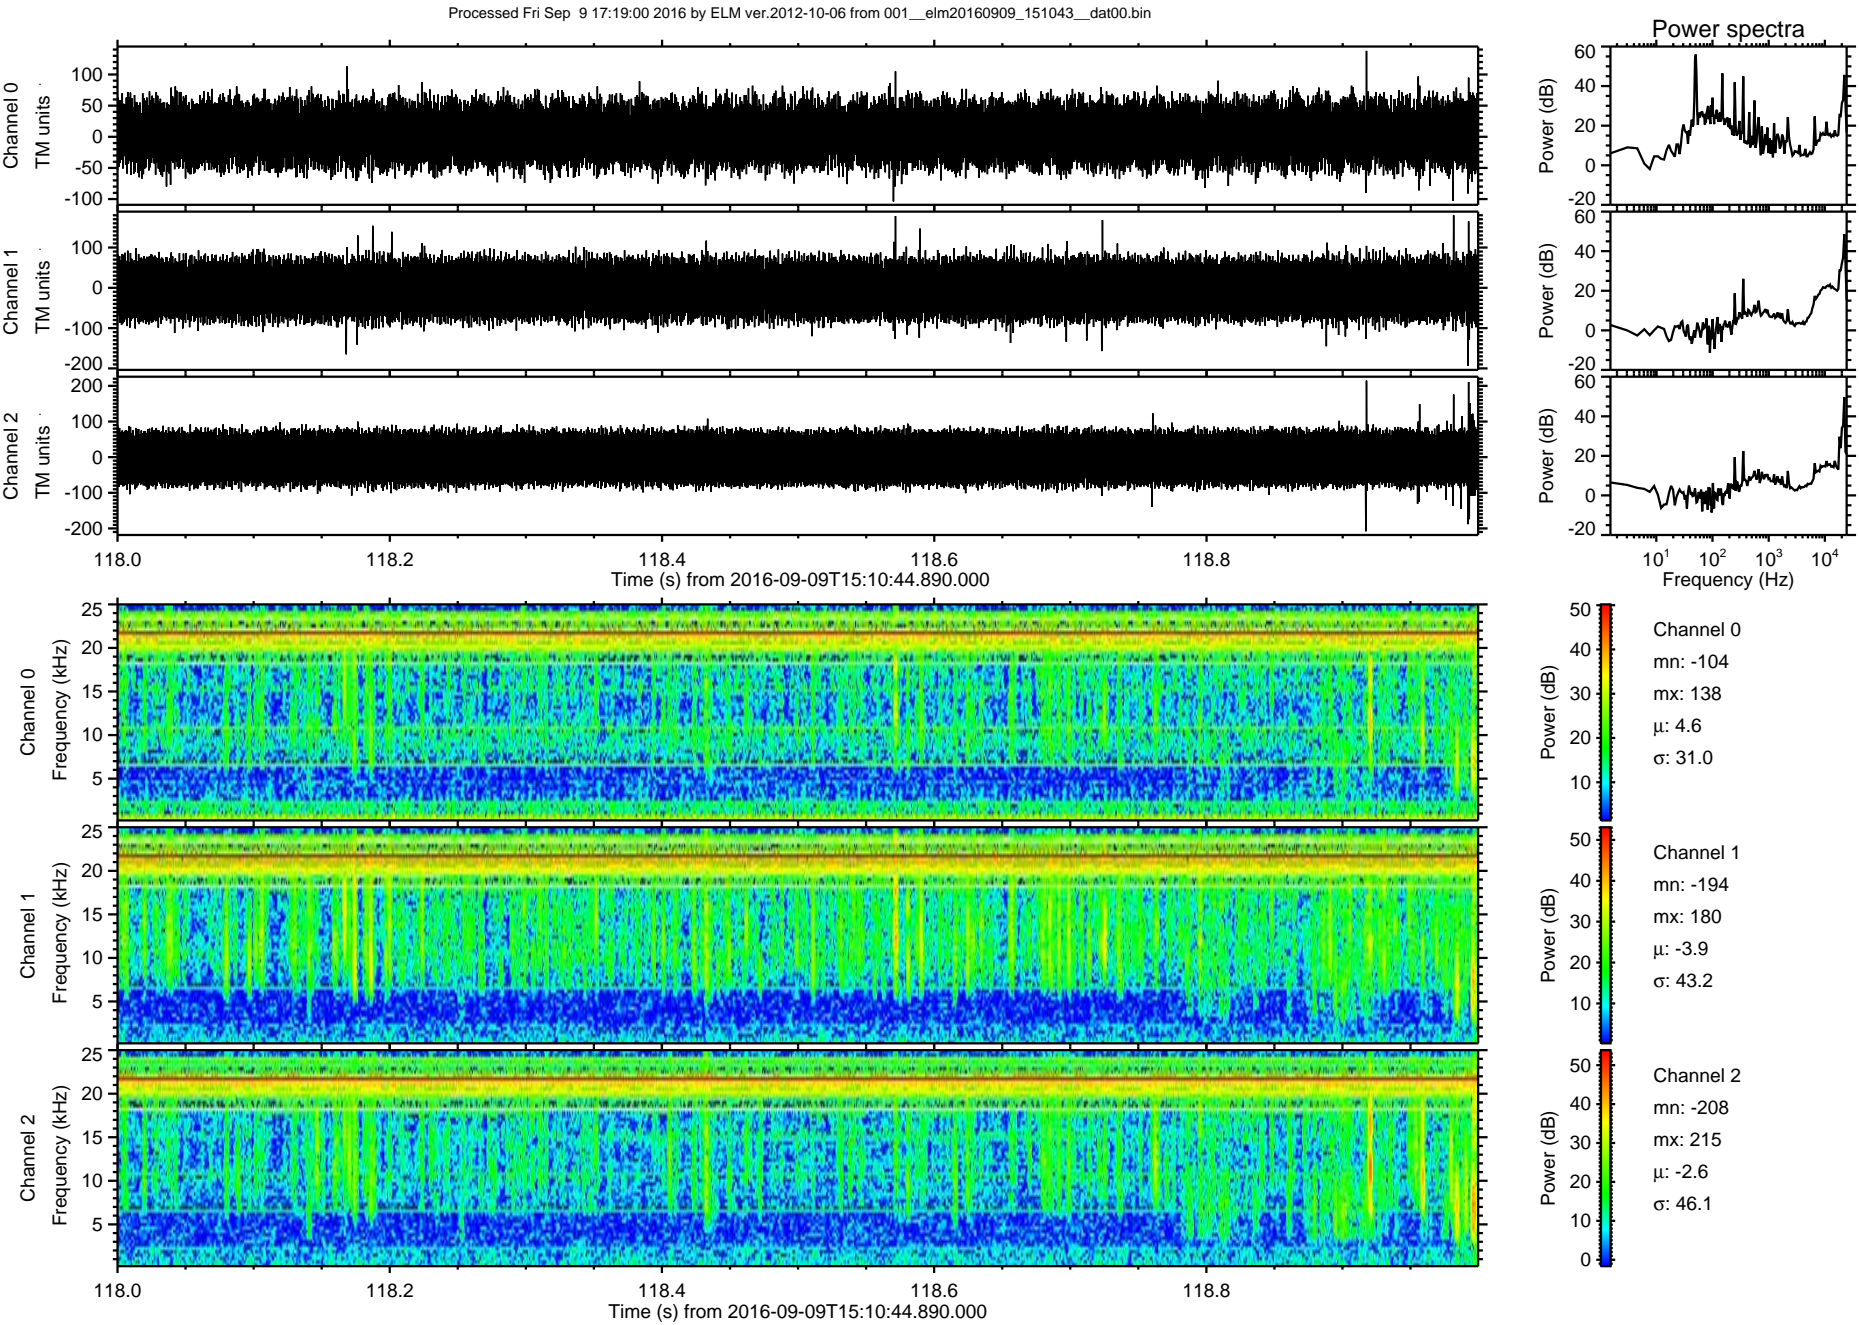 Processed Fri Sep  9 17:19:00 2016 by ELM ver.2012-10-06 from 001__elm20160909_151043__dat00.bin
Power spectra
Channel 0
TM units
100
50
0
-50
-100
Power (dB)
60
40
20
0
-20
Channel 1
TM units
100
0
-100
-200
Power (dB)
60
40
20
0
-20
Channel 2
TM units
200
100
0
-100
-200
Power (dB)
60
40
20
0
-20
118.0 118.2 118.4 118.6 118.8
Time (s) from 2016-09-09T15:10:44.890.000
10^1 10^2 10^3 10^4
Frequency (Hz)
Channel 0
Frequency (kHz)
25
20
15
10
5
Power (dB)
50
40
30
20
10
Channel 0
mn: -104
mx: 138
μ: 4.6
σ: 31.0
Channel 1
Frequency (kHz)
25
20
15
10
5
Power (dB)
50
40
30
20
10
Channel 1
mn: -194
mx: 180
μ: -3.9
σ: 43.2
Channel 2
Frequency (kHz)
25
20
15
10
5
Power (dB)
50
40
30
20
10
0
Channel 2
mn: -208
mx: 215
μ: -2.6
σ: 46.1
118.0 118.2 118.4 118.6 118.8
Time (s) from 2016-09-09T15:10:44.890.000